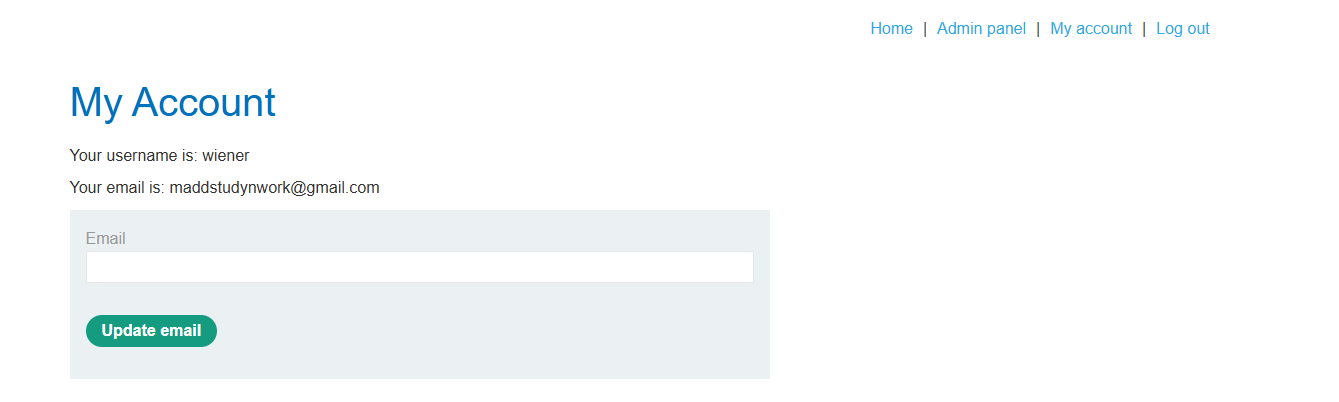 Home | Admin panel | My account | Log out
My Account
Your username is: wiener
Your email is: maddstudynwork@gmail.com
Email
Update email